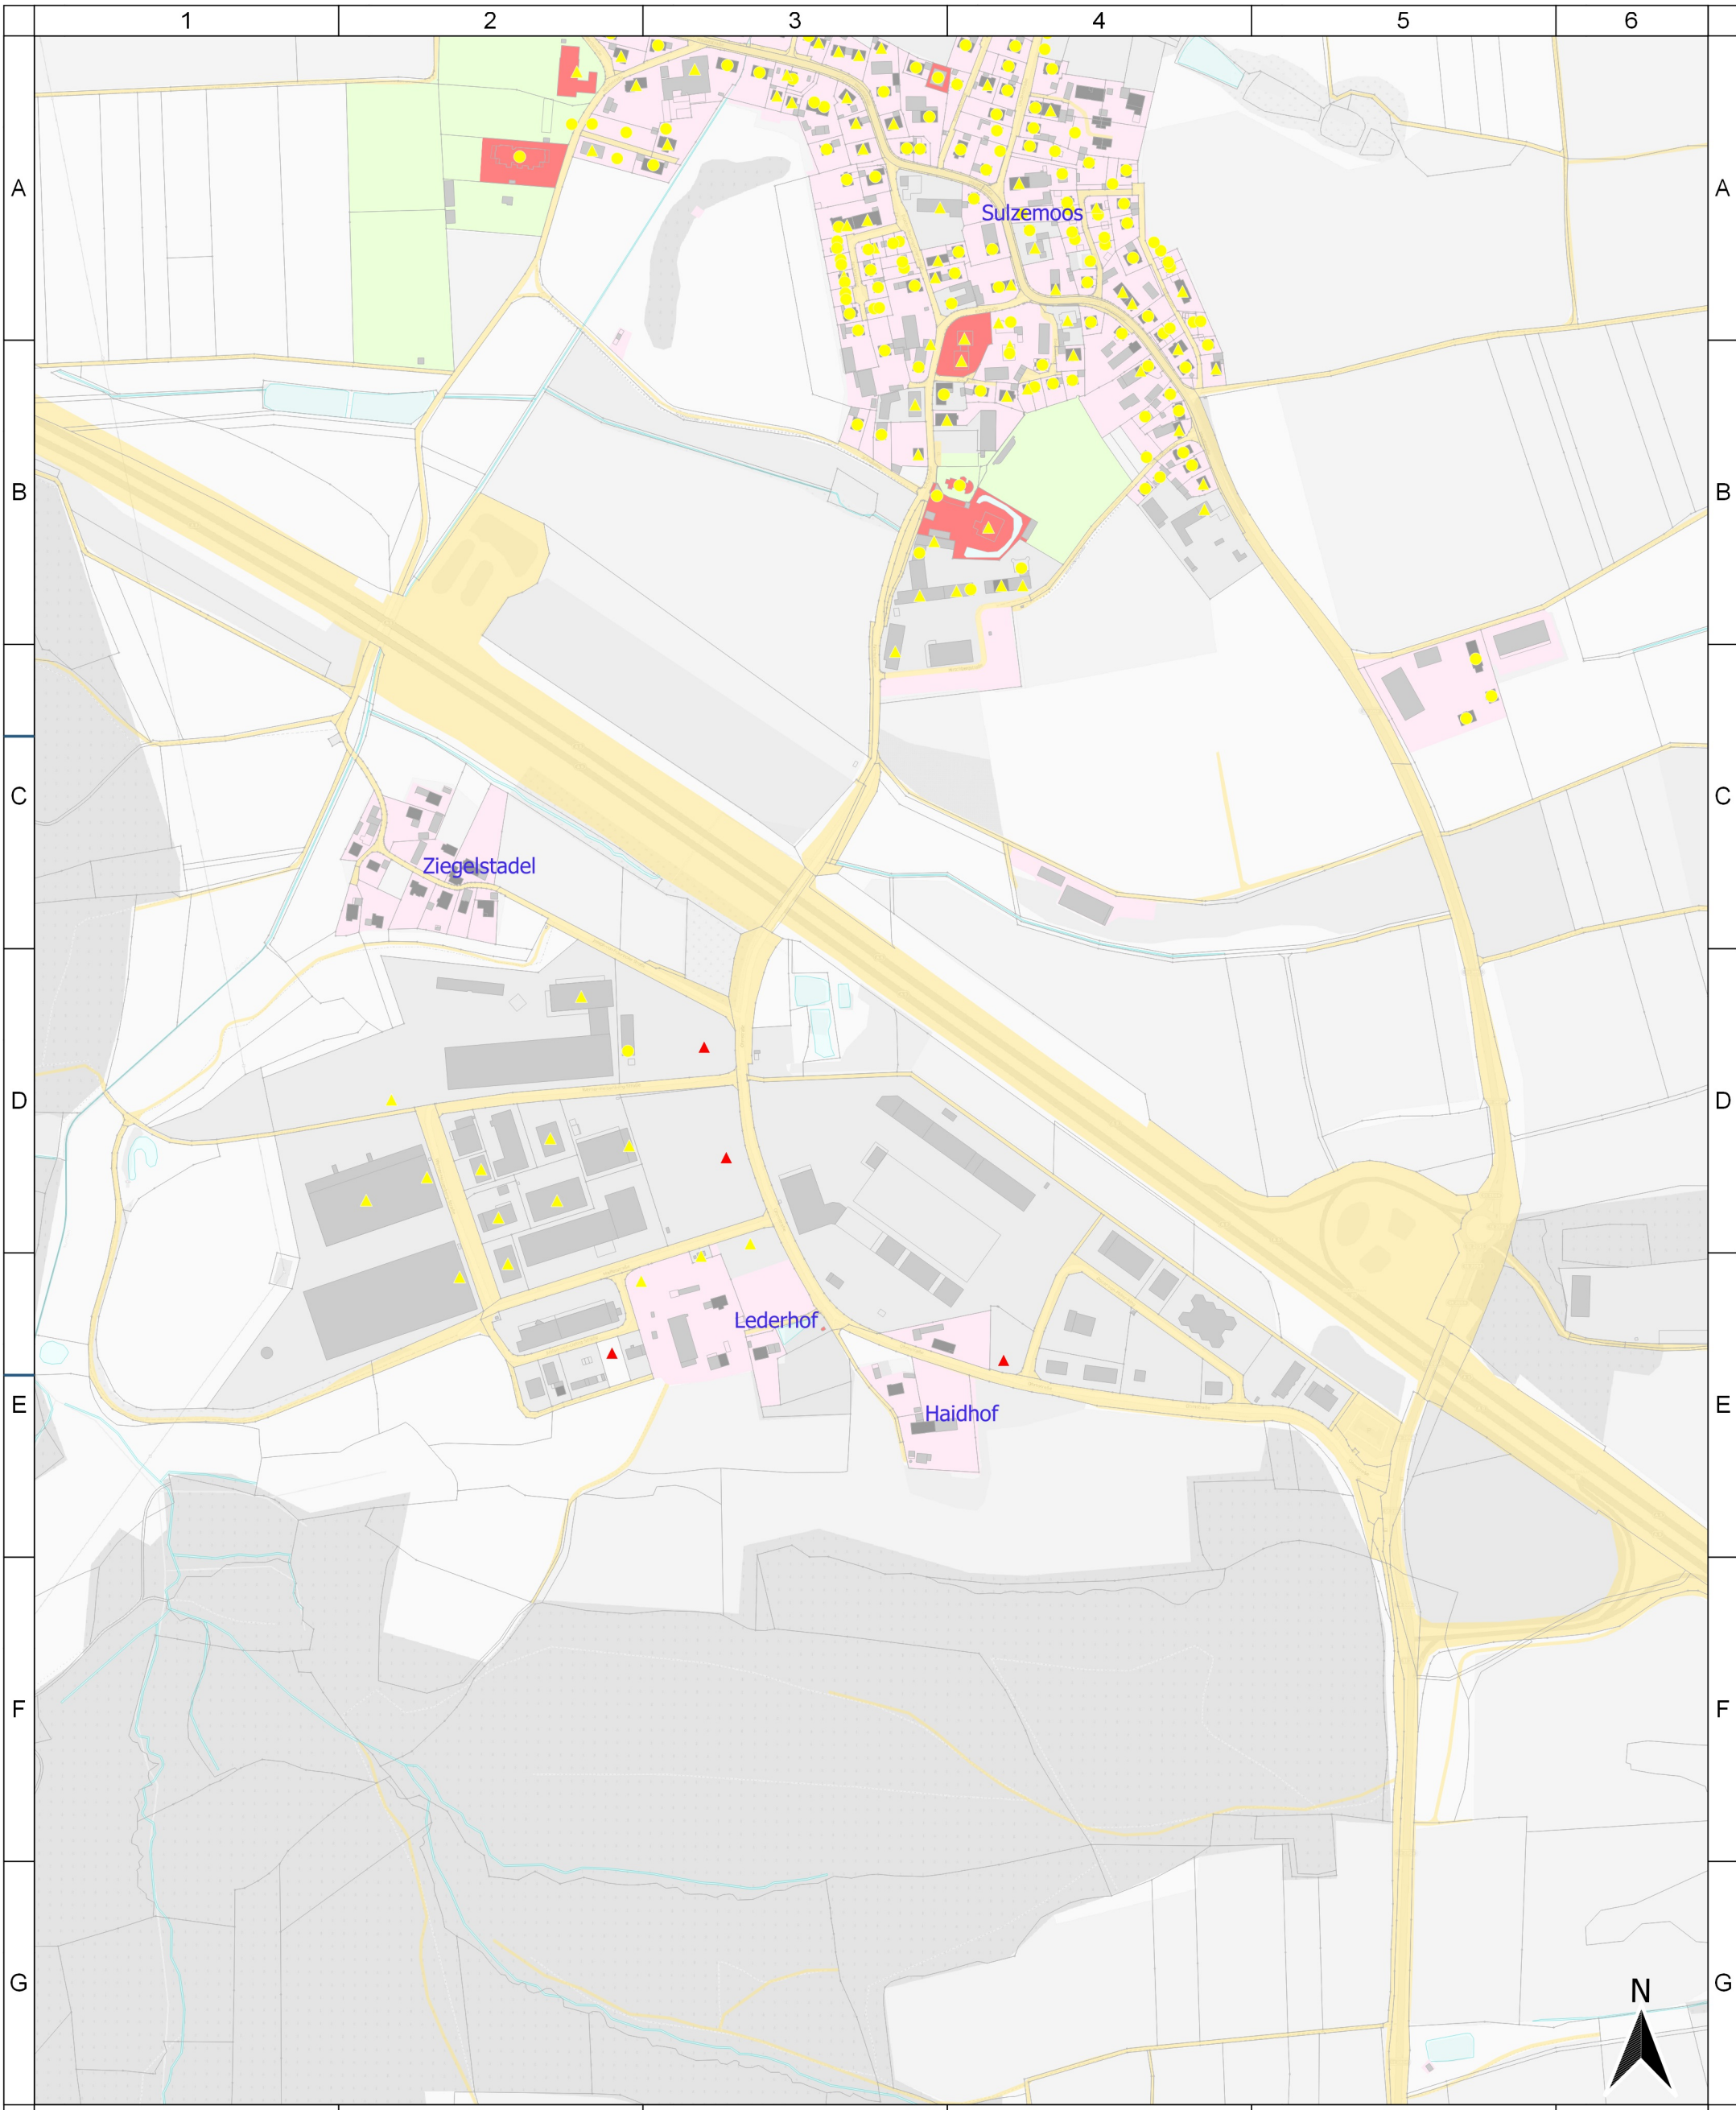 1 2 3 4 5 6
A A
Sulzemoos
B B
C C
Ziegelstadel
D D
Lederhof
Haidhof
E E
F F
G G
N